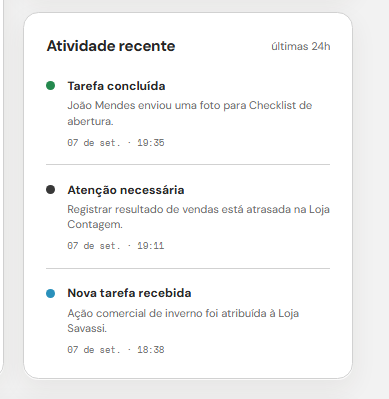 Atividade recente
últimas 24h
Tarefa concluída
João Mendes enviou uma foto para Checklist de
abertura.
07 de set. · 19:35
Atenção necessária
Registrar resultado de vendas está atrasada na Loja
Contagem.
07 de set. · 19:11
Nova tarefa recebida
Ação comercial de inverno foi atribuída à Loja
Savassi.
07 de set. · 18:38